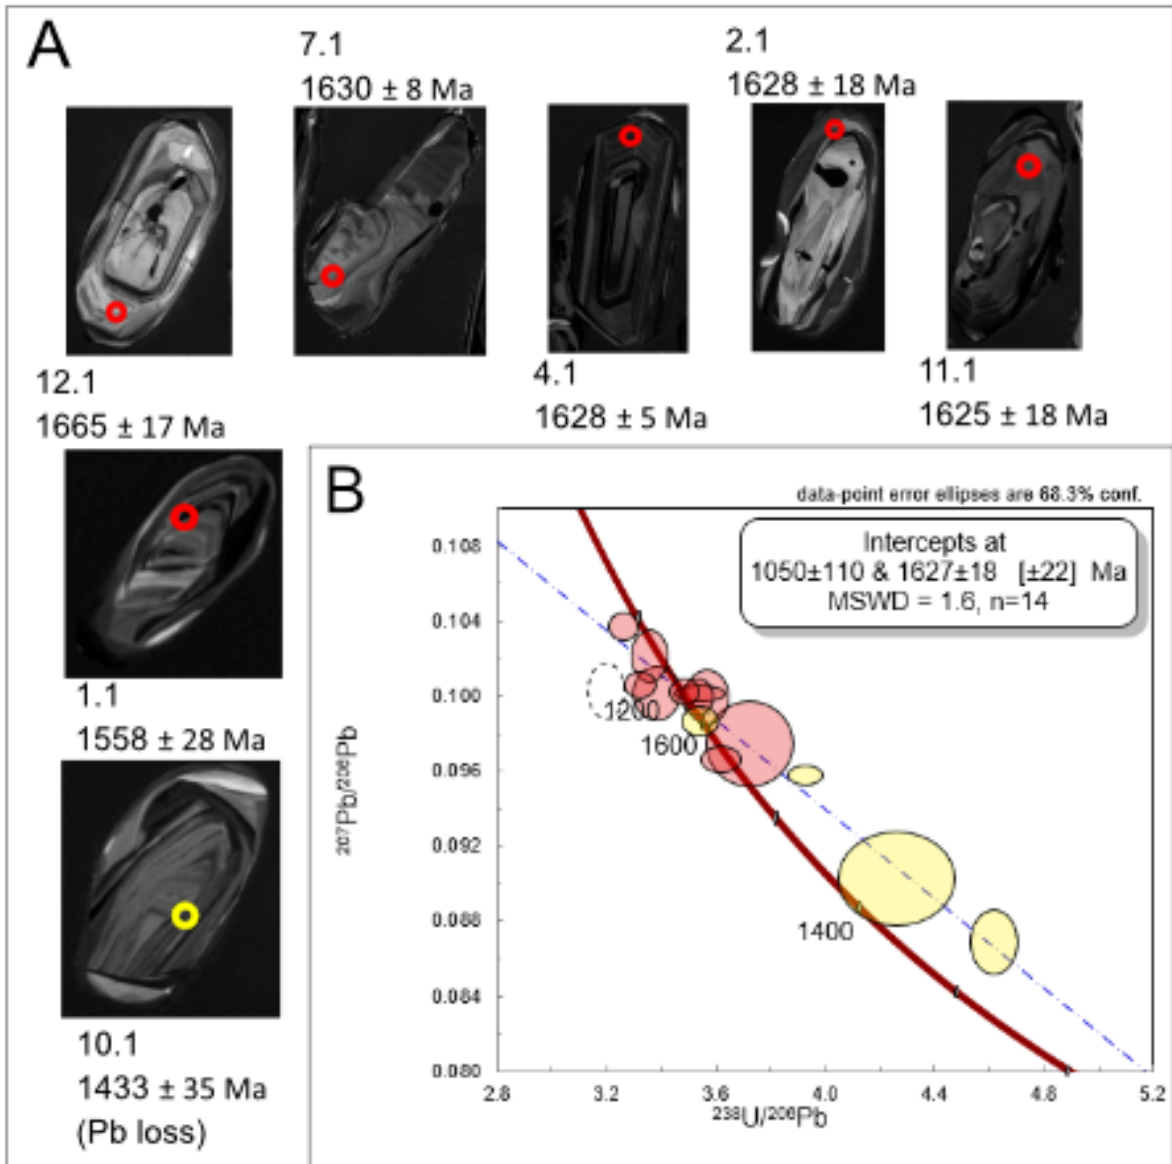 A
7.1
1630 ± 8 Ma
2.1
1628 ± 18 Ma
12.1
1665 ± 17 Ma
4.1
1628 ± 5 Ma
11.1
1625 ± 18 Ma
1.1
1558 ± 28 Ma
10.1
1433 ± 35 Ma
(Pb loss)
B
data-point error ellipses are 68.3% conf.
Intercepts at
1050±110 & 1627±18 [±22] Ma
MSWD = 1.6, n=14
0.108
0.104
0.100
0.096
0.092
0.088
0.084
0.080
²⁰⁷Pb/²⁰⁶Pb
1200
1600
1400
2.8
3.2
3.6
4.0
4.4
4.8
5.2
²³⁸U/²⁰⁶Pb